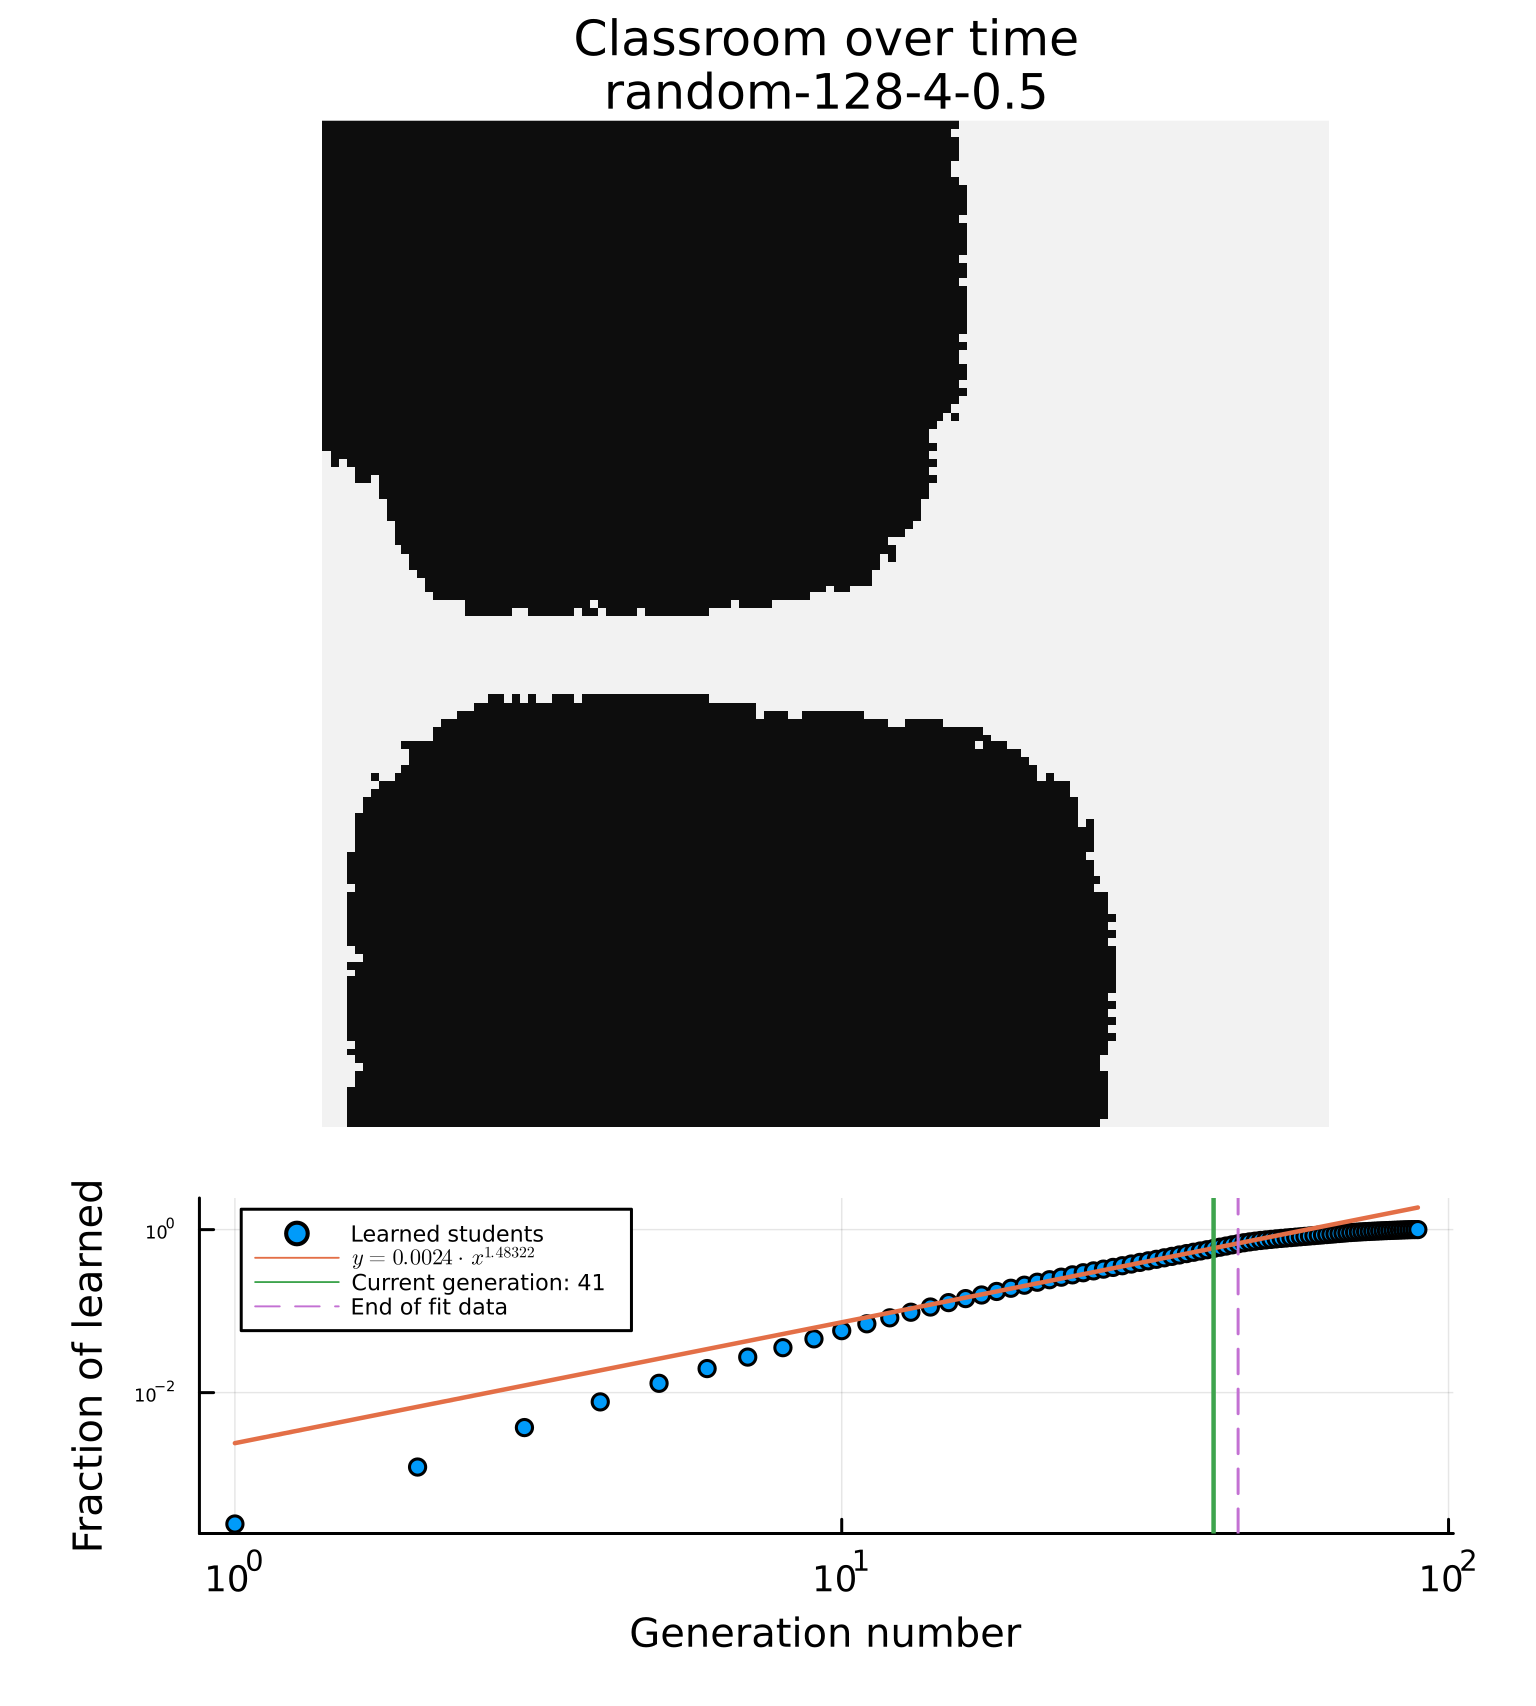 Classroom over time
random-128-4-0.5
Fraction of learned
10⁰
10⁻²
Learned students
y = 0.0024 · x^1.48322
Current generation: 41
End of fit data
10⁰ 10¹ 10²
Generation number